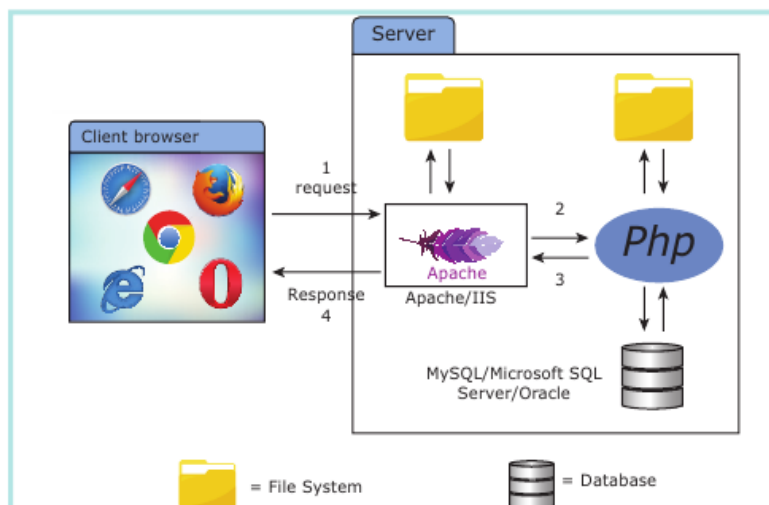 Server
Client browser
1
request
2
Php
Apache
3
Response
4
Apache/IIS
MySQL/Microsoft SQL
Server/Oracle
= File System
= Database